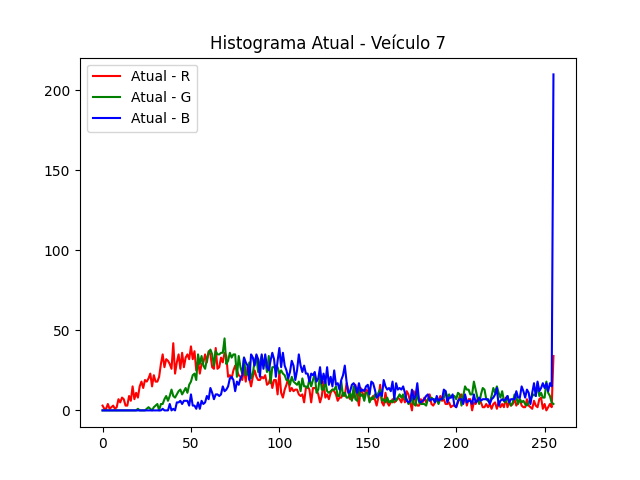 Histograma Atual - Veículo 7
Atual - R
Atual - G
Atual - B
200
150
100
50
0
0 50 100 150 200 250